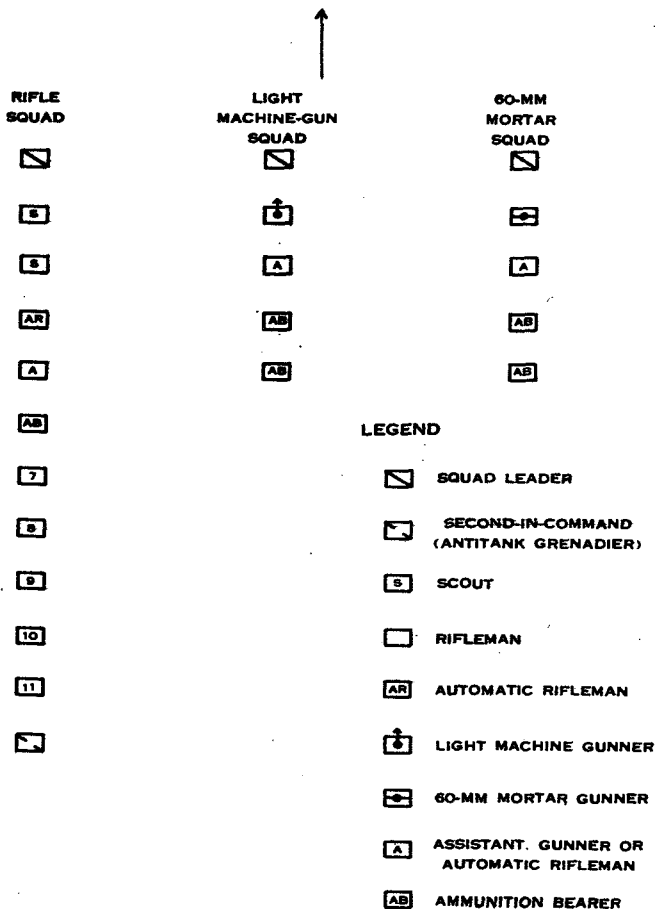 RIFLE
SQUAD
LIGHT
MACHINE-GUN
SQUAD
60-MM
MORTAR
SQUAD
S
S
A
A
AR
AB
AB
A
AB
AB
AB
7
8
9
10
11
LEGEND
SQUAD LEADER
SECOND-IN-COMMAND
(ANTITANK GRENADIER)
S SCOUT
RIFLEMAN
AR AUTOMATIC RIFLEMAN
LIGHT MACHINE GUNNER
60-MM MORTAR GUNNER
A ASSISTANT. GUNNER OR
AUTOMATIC RIFLEMAN
AB AMMUNITION BEARER